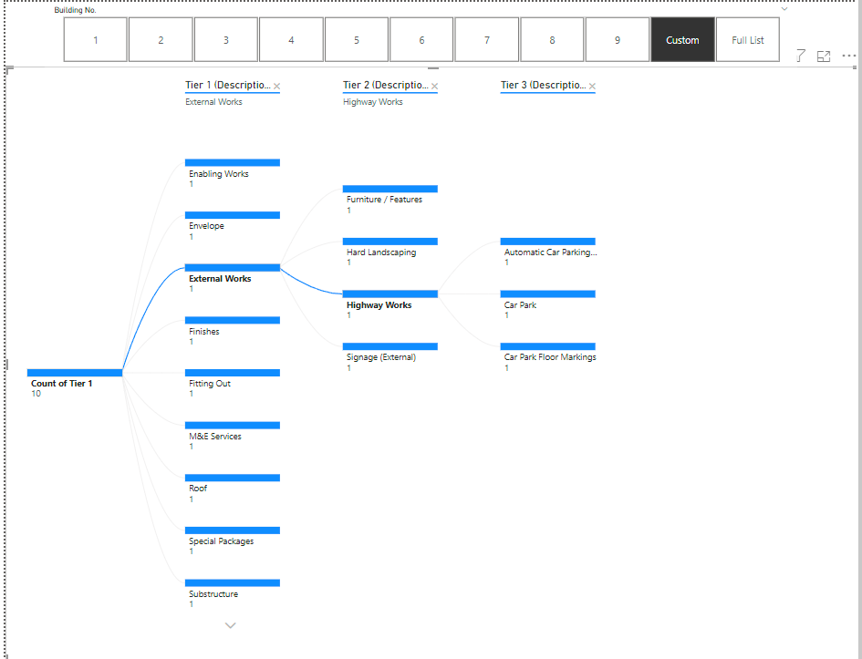 Building No.
1 2 3 4 5 6 7 8 9 Custom Full List
Tier 1 (Descriptio... Tier 2 (Descriptio... Tier 3 (Descriptio...
External Works Highway Works
Enabling Works
1
Furniture / Features
1
Envelope
1
Hard Landscaping
1
Automatic Car Parking...
1
External Works
1
Highway Works
1
Car Park
1
Finishes
1
Signage (External)
1
Car Park Floor Markings
1
Count of Tier 1
10
Fitting Out
1
M&E Services
1
Roof
1
Special Packages
1
Substructure
1